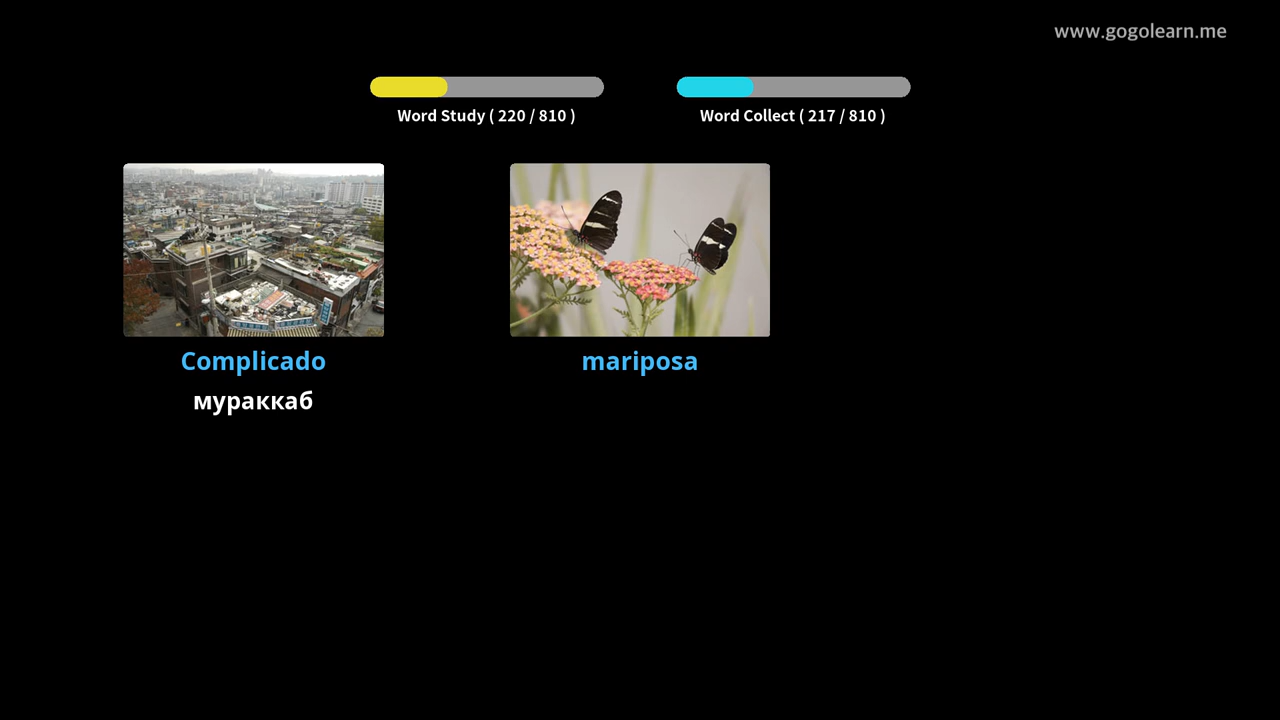 www.gogolearn.me
Word Study ( 220 / 810 )
Word Collect ( 217 / 810 )
Complicado
мураккаб
mariposa